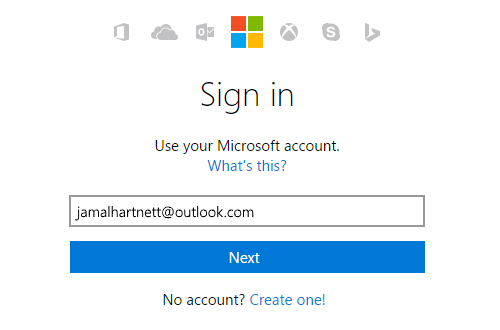 Sign in
Use your Microsoft account.
What's this?
jamalhartnett@outlook.com
Next
No account? Create one!